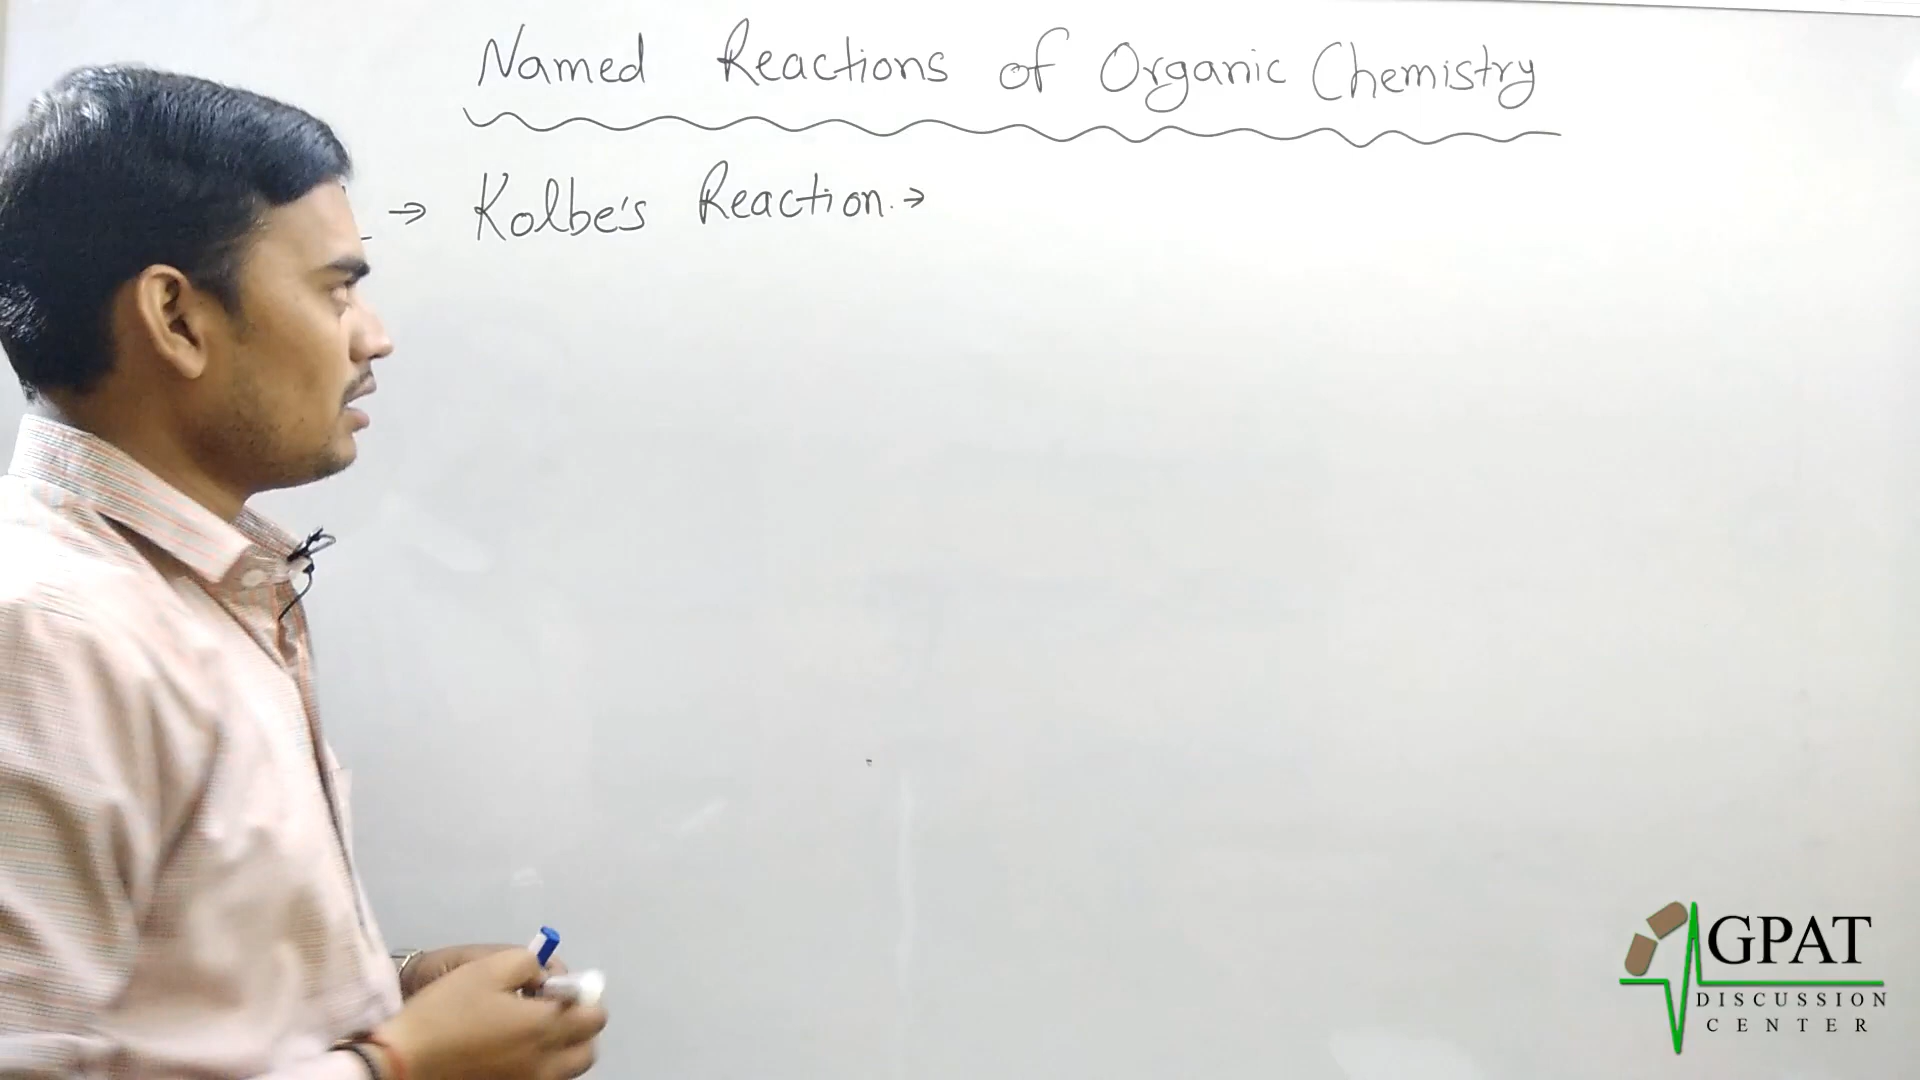 Named Reactions of Organic Chemistry
→ Kolbe's Reaction. →
GPAT
DISCUSSION
CENTER